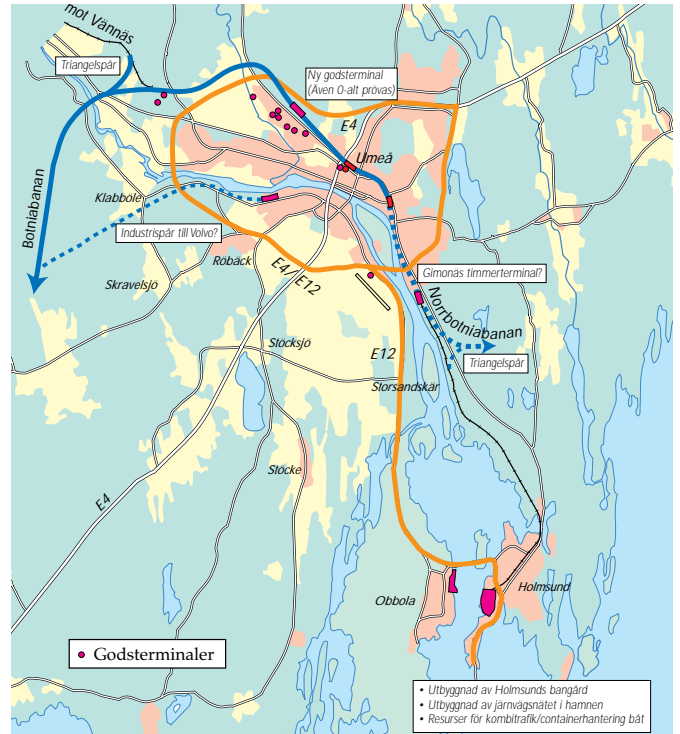 mot Vännäs
Triangelspår
Ny godsterminal
(Även 0-alt prövas)
E4
Umeå
Klabböle
Botniabanan
Industrispår till Volvo?
Röbäck
E4/
E12
Skravelsjö
Gimonäs timmerterminal?
Norrbotniabanan
Stöcksjö
E12
Triangelspår
Storsandskär
Stöcke
E4
Obbola
Holmsund
Godsterminaler
• Utbyggnad av Holmsunds bangård
• Utbyggnad av järnvägsnätet i hamnen
• Resurser för kombitrafik/containerhantering båt